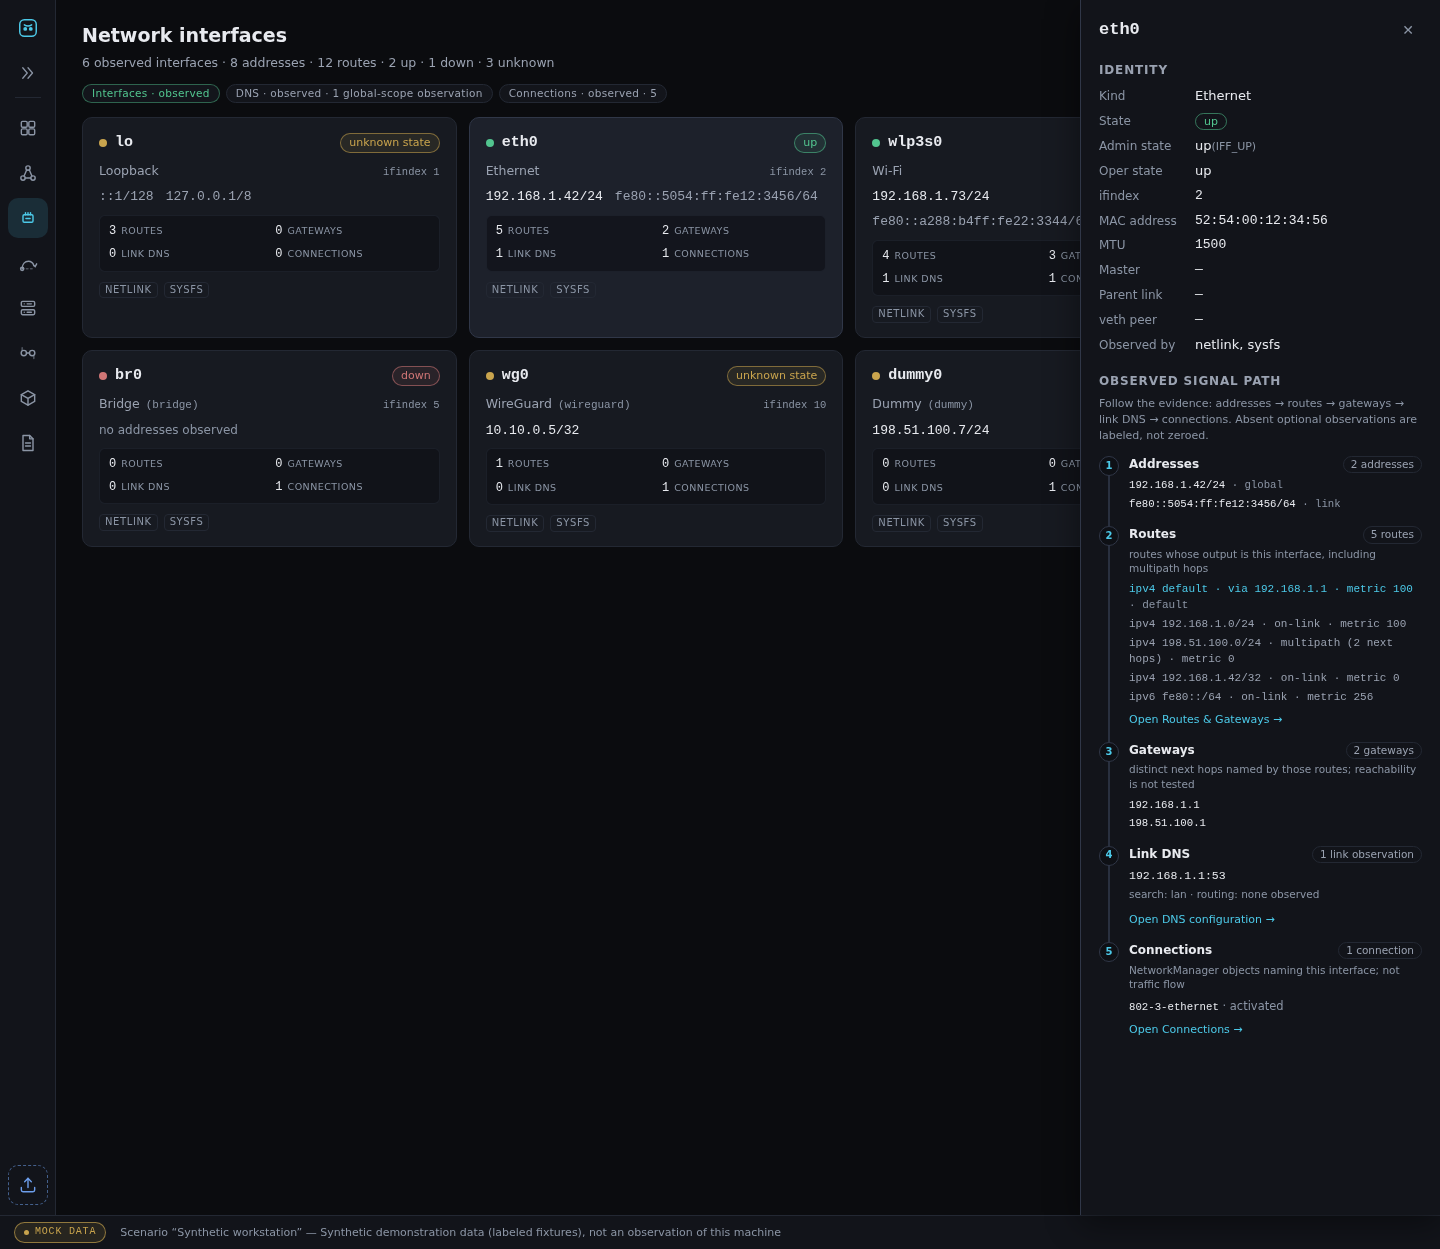 Network interfaces
6 observed interfaces · 8 addresses · 12 routes · 2 up · 1 down · 3 unknown
Interfaces · observed
DNS · observed · 1 global-scope observation
Connections · observed · 5
lo
unknown state
Loopback
ifindex 1
::1/128 127.0.0.1/8
3 ROUTES
0 GATEWAYS
0 LINK DNS
0 CONNECTIONS
NETLINK
SYSFS
eth0
up
Ethernet
ifindex 2
192.168.1.42/24 fe80::5054:ff:fe12:3456/64
5 ROUTES
2 GATEWAYS
1 LINK DNS
1 CONNECTIONS
NETLINK
SYSFS
wlp3s0
Wi-Fi
192.168.1.73/24
fe80::a288:b4ff:fe22:3344/6
4 ROUTES
3 GAT
1 LINK DNS
1 CON
NETLINK
SYSFS
br0
down
Bridge (bridge)
ifindex 5
no addresses observed
0 ROUTES
0 GATEWAYS
0 LINK DNS
1 CONNECTIONS
NETLINK
SYSFS
wg0
unknown state
WireGuard (wireguard)
ifindex 10
10.10.0.5/32
1 ROUTES
0 GATEWAYS
0 LINK DNS
1 CONNECTIONS
NETLINK
SYSFS
dummy0
Dummy (dummy)
198.51.100.7/24
0 ROUTES
0 GAT
0 LINK DNS
1 CON
NETLINK
SYSFS
eth0
×
IDENTITY
Kind Ethernet
State up
Admin state up(IFF_UP)
Oper state up
ifindex 2
MAC address 52:54:00:12:34:56
MTU 1500
Master —
Parent link —
veth peer —
Observed by netlink, sysfs
OBSERVED SIGNAL PATH
Follow the evidence: addresses → routes → gateways →
link DNS → connections. Absent optional observations are
labeled, not zeroed.
1 Addresses 2 addresses
192.168.1.42/24 · global
fe80::5054:ff:fe12:3456/64 · link
2 Routes 5 routes
routes whose output is this interface, including
multipath hops
ipv4 default · via 192.168.1.1 · metric 100
· default
ipv4 192.168.1.0/24 · on-link · metric 100
ipv4 198.51.100.0/24 · multipath (2 next
hops) · metric 0
ipv4 192.168.1.42/32 · on-link · metric 0
ipv6 fe80::/64 · on-link · metric 256
Open Routes & Gateways →
3 Gateways 2 gateways
distinct next hops named by those routes; reachability
is not tested
192.168.1.1
198.51.100.1
4 Link DNS 1 link observation
192.168.1.1:53
search: lan · routing: none observed
Open DNS configuration →
5 Connections 1 connection
NetworkManager objects naming this interface; not
traffic flow
802-3-ethernet · activated
Open Connections →
MOCK DATA
Scenario “Synthetic workstation” — Synthetic demonstration data (labeled fixtures), not an observation of this machine